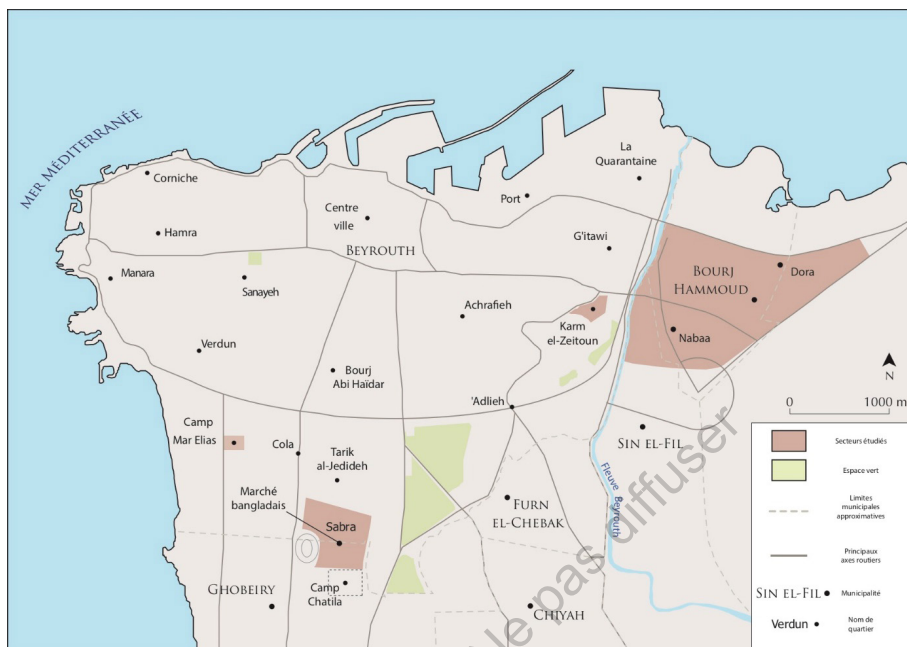 MER MÉDITERRANÉE
Corniche
Hamra
Manara
Sanayeh
Verdun
Centre
ville
BEYROUTH
Bourj
Abi Haïdar
Port
La
Quarantaine
G'itawi
Achrafieh
Karm
el-Zeitoun
BOURJ
HAMMOUD
Dora
Nabaa
'Adlieh
Camp
Mar Elias
Cola
Tarik
al-Jedideh
Marché
bangladais
Sabra
Camp
Chatila
GHOBEIRY
FURN
EL-CHEBAK
CHIYAH
SIN EL-FIL
Fleuve Beyrouth
le pas diffuser
N
0 1000 m
Secteurs étudiés
Espace vert
Limites
municipales
approximatives
Principaux
axes routiers
SIN EL-FIL Municipalité
Verdun Nom de
quartier